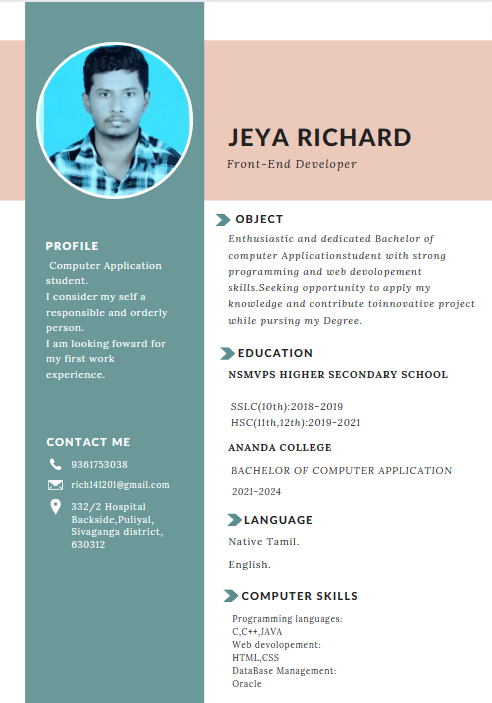 JEYA RICHARD
Front-End Developer
PROFILE
Computer Application
student.
I consider my self a
responsible and orderly
person.
I am looking foward for
my first work
experience.
CONTACT ME
9361753038
rich141201@gmail.com
332/2 Hospital
Backside,Puliyal,
Sivaganga district,
630312
OBJECT
Enthusiastic and dedicated Bachelor of
computer Applicationstudent with strong
programming and web devolopement
skills.Seeking opportunity to apply my
knowledge and contribute toinnovative project
while pursing my Degree.
EDUCATION
NSMVPS HIGHER SECONDARY SCHOOL
SSLC(10th):2018-2019
HSC(11th,12th):2019-2021
ANANDA COLLEGE
BACHELOR OF COMPUTER APPLICATION
2021-2024
LANGUAGE
Native Tamil.
English.
COMPUTER SKILLS
Programming languages:
C,C++,JAVA
Web devolopement:
HTML,CSS
DataBase Management:
Oracle